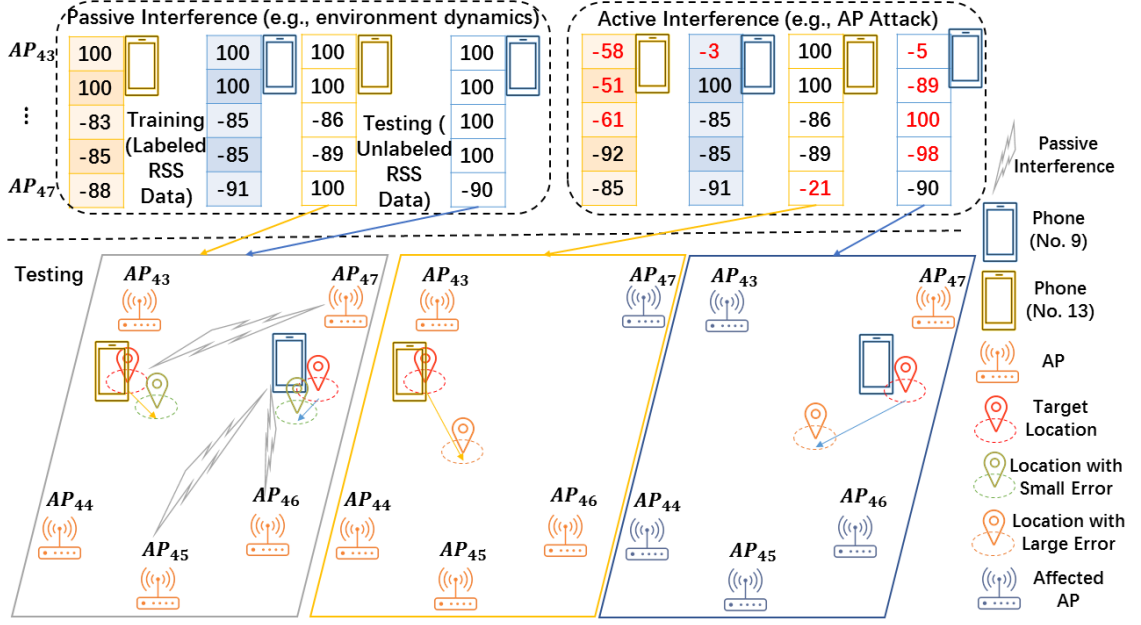 Passive Interference (e.g., environment dynamics)
Active Interference (e.g., AP Attack)
AP43
⋮
AP47
100
100
-83
-85
-88
Training
(Labeled
RSS
Data)
100
100
-85
-85
-91
100
100
-86
-89
100
Testing (
Unlabeled
RSS
Data)
100
100
100
100
-90
-58
-51
-61
-92
-85
-3
100
-85
-85
-91
100
100
-86
-89
-21
-5
-89
100
-98
-90
Testing
AP43
AP47
AP44
AP46
AP45
AP43
AP47
AP44
AP46
AP45
AP43
AP47
AP44
AP46
AP45
Passive
Interference
Phone
(No. 9)
Phone
(No. 13)
AP
Target
Location
Location with
Small Error
Location with
Large Error
Affected
AP